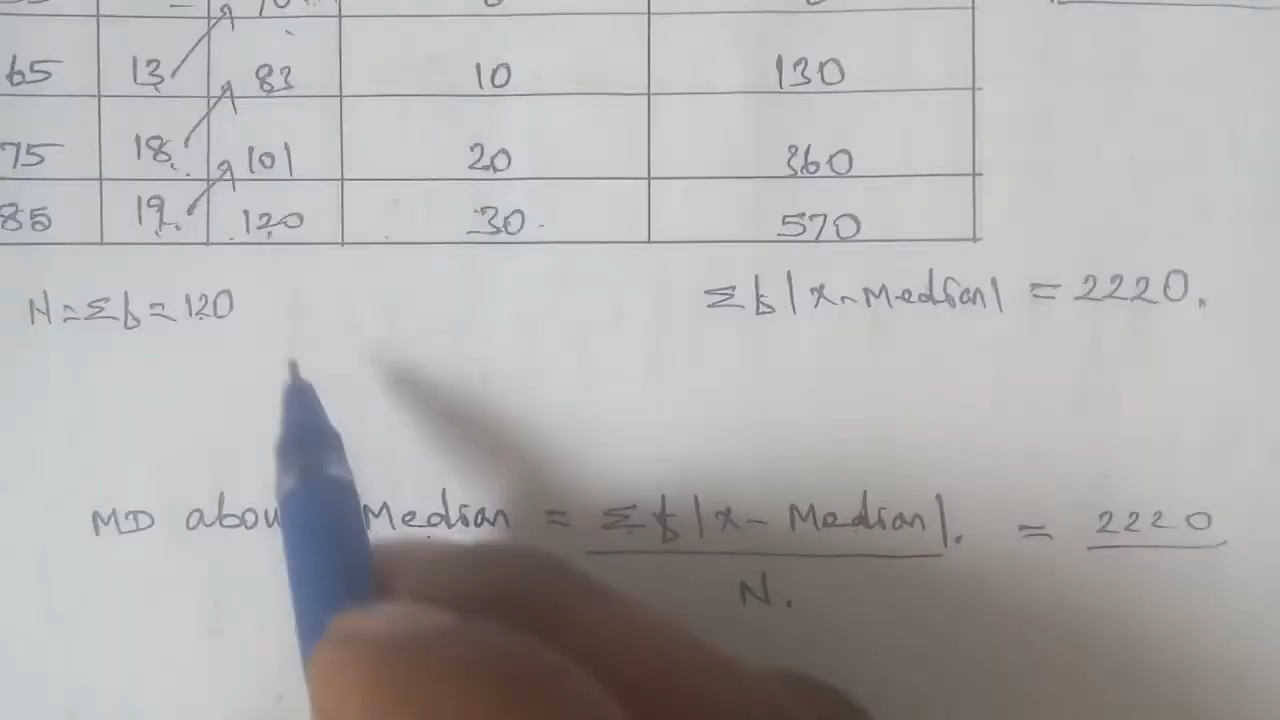 65 13 83 10 130
75 18 101 20 360
85 19 120 30 570
N = Σf = 120
Σf|x-Median| = 2220.
MD about Median = Σf|x- Median|. = 2220
N.